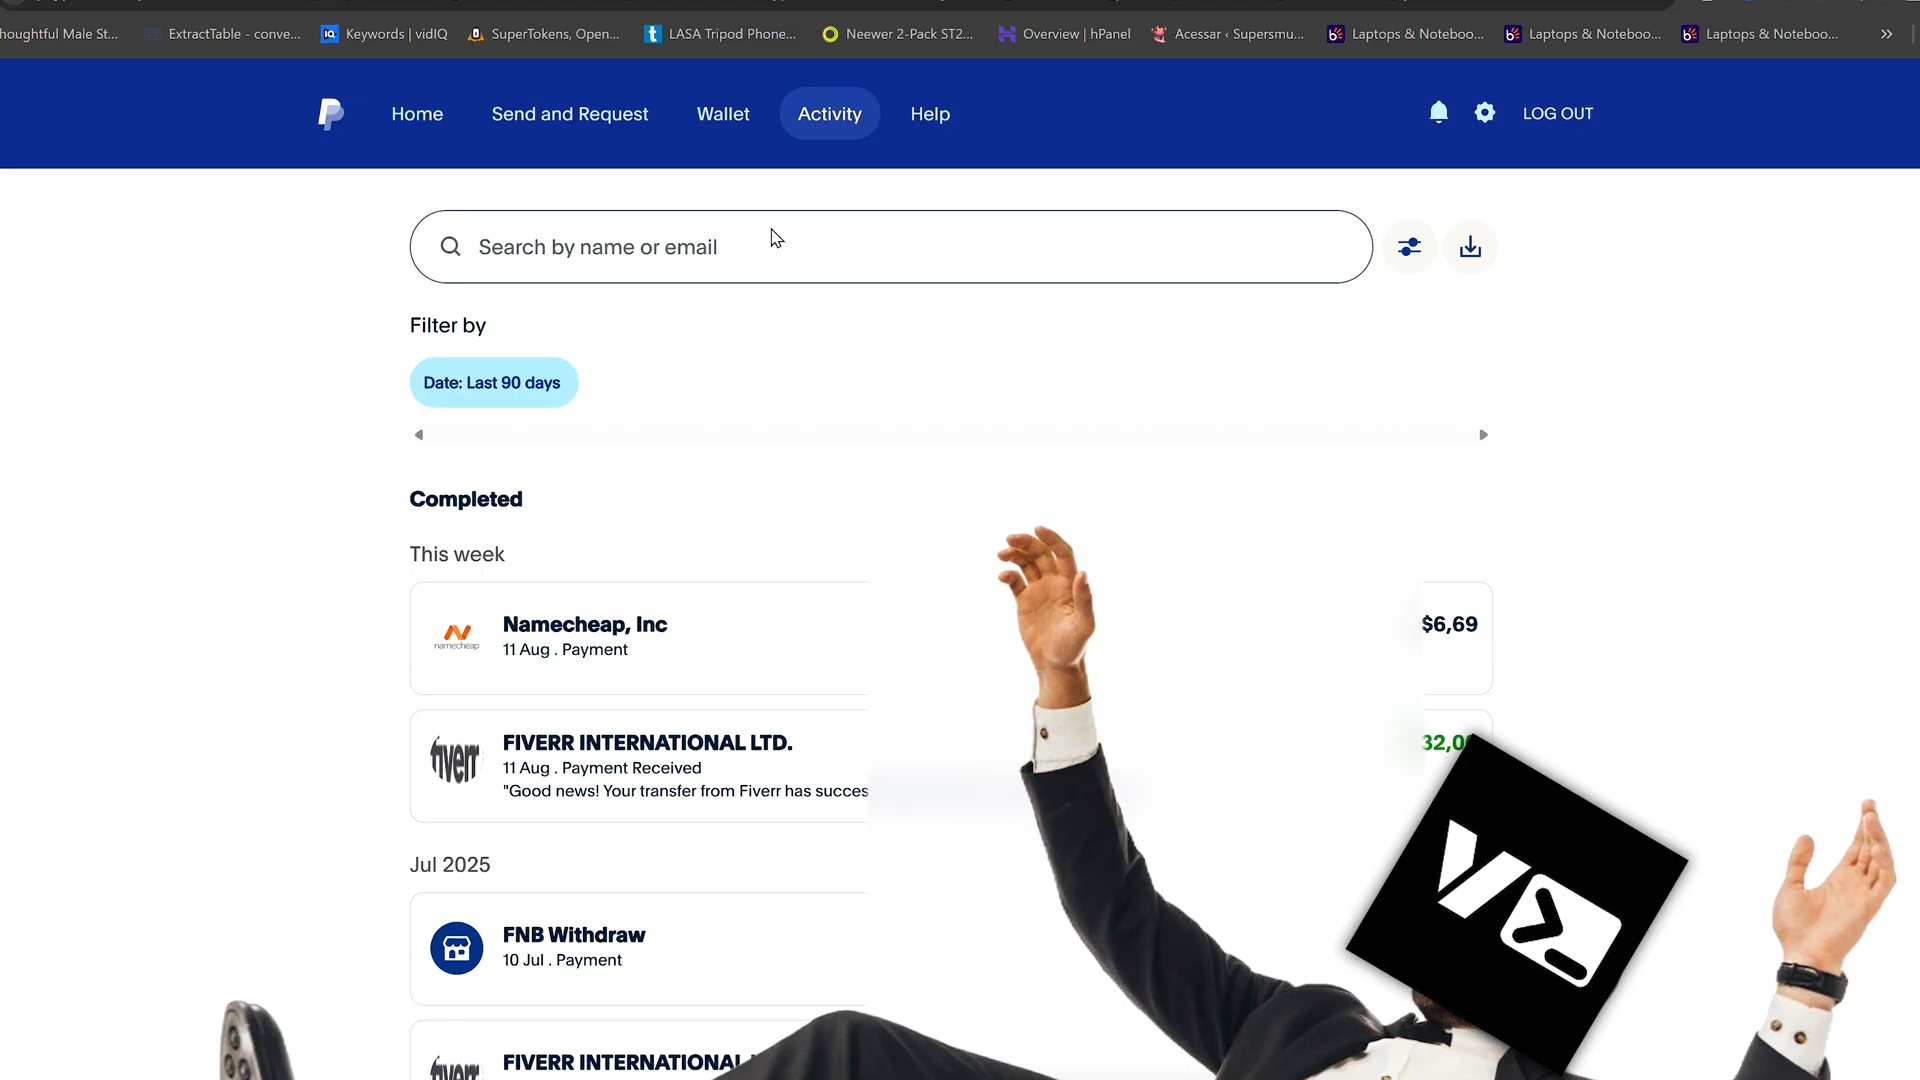 houghtful Male St...
ExtractTable - conve...
Keywords | vidIQ
SuperTokens, Open...
LASA Tripod Phone...
Neewer 2-Pack ST2...
Overview | hPanel
Acessar ‹ Supersmu...
Laptops & Noteboo...
Laptops & Noteboo...
Laptops & Noteboo...
Home
Send and Request
Wallet
Activity
Help
LOG OUT
Search by name or email
Filter by
Date: Last 90 days
Completed
This week
namecheap
Namecheap, Inc
$6,69
11 Aug . Payment
fiverr
FIVERR INTERNATIONAL LTD.
11 Aug . Payment Received
"Good news! Your transfer from Fiverr has succes
Jul 2025
FNB Withdraw
10 Jul . Payment
FIVERR INTERNATIONAL